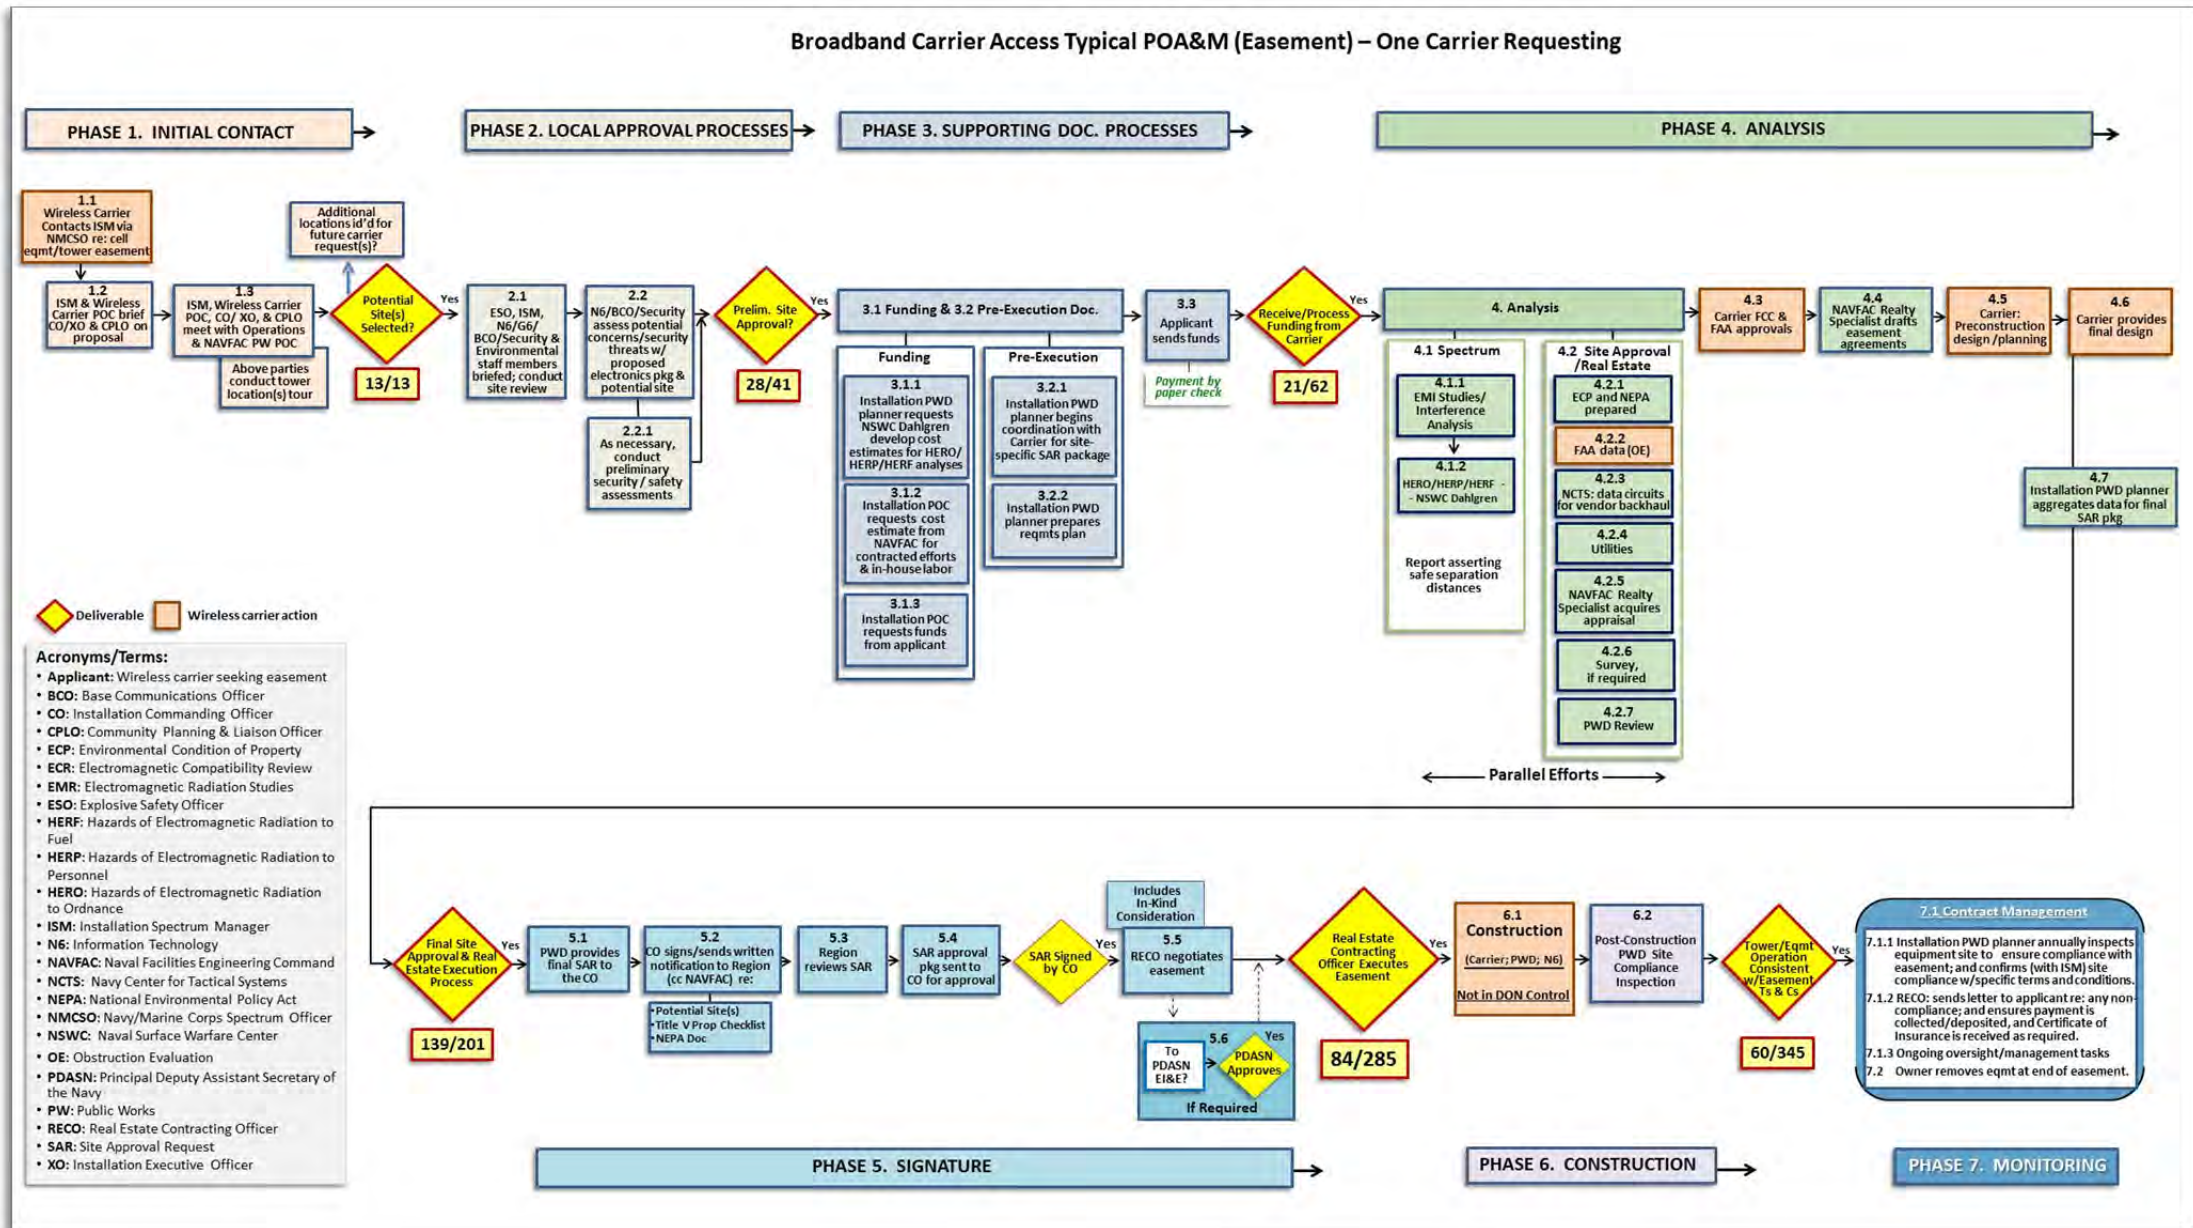 Broadband Carrier Access Typical POA&M (Easement) – One Carrier Requesting
PHASE 1. INITIAL CONTACT
PHASE 2. LOCAL APPROVAL PROCESSES
PHASE 3. SUPPORTING DOC. PROCESSES
PHASE 4. ANALYSIS
1.1
Wireless Carrier
Contacts ISM via
NMCSO re: cell
eqmt/tower easement
1.2
ISM & Wireless
Carrier POC brief
CO/XO & CPLO on
proposal
1.3
ISM, Wireless Carrier
POC, CO/ XO, & CPLO
meet with Operations
& NAVFAC PW POC
Above parties
conduct tower
location(s) tour
Additional
locations id'd for
future carrier
request(s)?
Potential
Site(s)
Selected?
Yes
13/13
2.1
ESO, ISM,
N6/G6/
BCO/Security &
Environmental
staff members
briefed; conduct
site review
2.2
N6/BCO/Security
assess potential
concerns/security
threats w/
proposed
electronics pkg &
potential site
2.2.1
As necessary,
conduct
preliminary
security / safety
assessments
Prelim. Site
Approval?
Yes
28/41
3.1 Funding & 3.2 Pre-Execution Doc.
Funding
3.1.1
Installation PWD
planner requests
NSWC Dahlgren
develop cost
estimates for HERO/
HERP/HERF analyses
3.1.2
Installation POC
requests cost
estimate from
NAVFAC for
contracted efforts
& in-house labor
3.1.3
Installation POC
requests funds
from applicant
Pre-Execution
3.2.1
Installation PWD
planner begins
coordination with
Carrier for site-
specific SAR package
3.2.2
Installation PWD
planner prepares
reqmts plan
3.3
Applicant
sends funds
Payment by
paper check
Receive/Process
Funding from
Carrier
Yes
21/62
4. Analysis
4.1 Spectrum
4.1.1
EMI Studies/
Interference
Analysis
4.1.2
HERO/HERP/HERF -
- NSWC Dahlgren
Report asserting
safe separation
distances
4.2 Site Approval
/Real Estate
4.2.1
ECP and NEPA
prepared
4.2.2
FAA data (OE)
4.2.3
NCTS: data circuits
for vendor backhaul
4.2.4
Utilities
4.2.5
NAVFAC Realty
Specialist acquires
appraisal
4.2.6
Survey,
if required
4.2.7
PWD Review
Parallel Efforts
4.3
Carrier FCC &
FAA approvals
4.4
NAVFAC Realty
Specialist drafts
easement
agreements
4.5
Carrier:
Preconstruction
design /planning
4.6
Carrier provides
final design
4.7
Installation PWD planner
aggregates data for final
SAR pkg
Deliverable
Wireless carrier action
Acronyms/Terms:
• Applicant: Wireless carrier seeking easement
• BCO: Base Communications Officer
• CO: Installation Commanding Officer
• CPLO: Community Planning & Liaison Officer
• ECP: Environmental Condition of Property
• ECR: Electromagnetic Compatibility Review
• EMR: Electromagnetic Radiation Studies
• ESO: Explosive Safety Officer
• HERF: Hazards of Electromagnetic Radiation to
Fuel
• HERP: Hazards of Electromagnetic Radiation to
Personnel
• HERO: Hazards of Electromagnetic Radiation
to Ordnance
• ISM: Installation Spectrum Manager
• N6: Information Technology
• NAVFAC: Naval Facilities Engineering Command
• NCTS: Navy Center for Tactical Systems
• NEPA: National Environmental Policy Act
• NMCSO: Navy/Marine Corps Spectrum Officer
• NSWC: Naval Surface Warfare Center
• OE: Obstruction Evaluation
• PDASN: Principal Deputy Assistant Secretary of
the Navy
• PW: Public Works
• RECO: Real Estate Contracting Officer
• SAR: Site Approval Request
• XO: Installation Executive Officer
Final Site
Approval & Real
Estate Execution
Process
Yes
139/201
5.1
PWD provides
final SAR to
the CO
5.2
CO signs/sends written
notification to Region
(cc NAVFAC) re:
•Potential Site(s)
•Title V Prop Checklist
•NEPA Doc
5.3
Region
reviews SAR
5.4
SAR approval
pkg sent to
CO for approval
SAR Signed
by CO
Yes
Includes
In-Kind
Consideration
5.5
RECO negotiates
easement
5.6
To
PDASN
EI&E?
Yes
PDASN
Approves
If Required
Real Estate
Contracting
Officer Executes
Easement
Yes
84/285
6.1
Construction
(Carrier; PWD; N6)
Not in DON Control
6.2
Post-Construction
PWD Site
Compliance
Inspection
Tower/Eqmt
Operation
Consistent
w/Easement
Ts & Cs
Yes
60/345
7.1 Contract Management
7.1.1 Installation PWD planner annually inspects
equipment site to ensure compliance with
easement; and confirms (with ISM) site
compliance w/specific terms and conditions.
7.1.2 RECO: sends letter to applicant re: any non-
compliance; and ensures payment is
collected/deposited, and Certificate of
Insurance is received as required.
7.1.3 Ongoing oversight/management tasks
7.2 Owner removes eqmt at end of easement.
PHASE 5. SIGNATURE
PHASE 6. CONSTRUCTION
PHASE 7. MONITORING